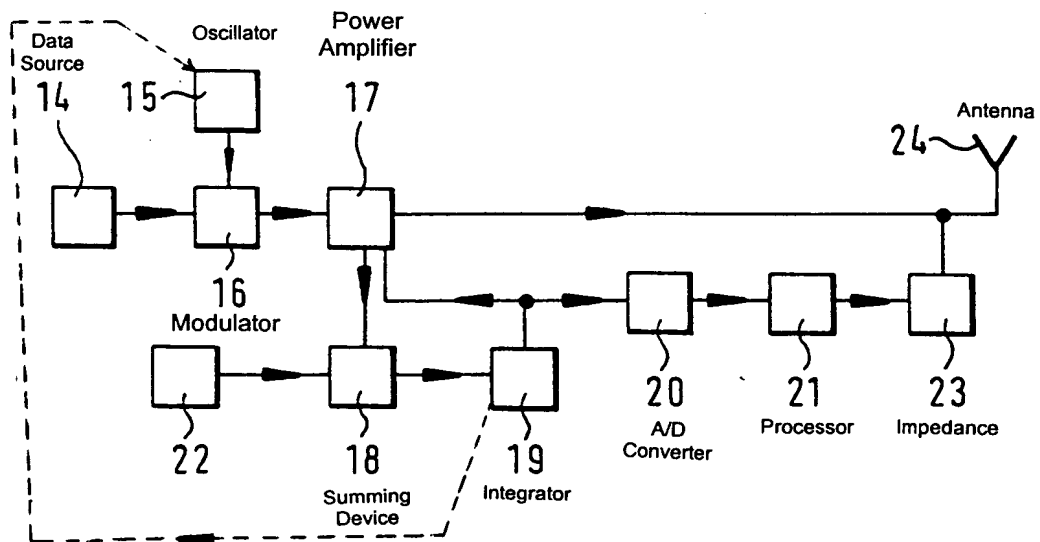 Data
Source
14
Oscillator
15
Power
Amplifier
17
Antenna
24
16
Modulator
22
18
Summing
Device
19
Integrator
20
A/D
Converter
21
Processor
23
Impedance